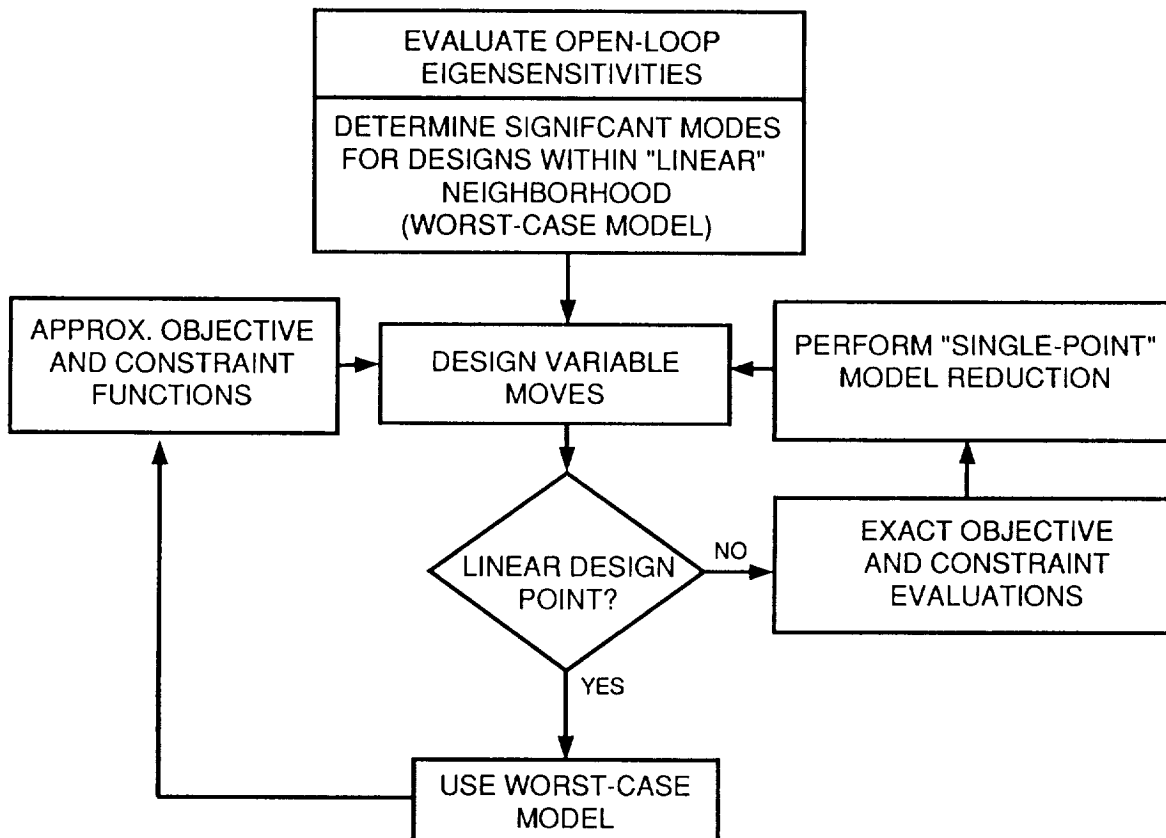 EVALUATE OPEN-LOOP
EIGENSENSITIVITIES
DETERMINE SIGNIFCANT MODES
FOR DESIGNS WITHIN "LINEAR"
NEIGHBORHOOD
(WORST-CASE MODEL)
APPROX. OBJECTIVE
AND CONSTRAINT
FUNCTIONS
DESIGN VARIABLE
MOVES
PERFORM "SINGLE-POINT"
MODEL REDUCTION
LINEAR DESIGN
POINT?
NO
EXACT OBJECTIVE
AND CONSTRAINT
EVALUATIONS
YES
USE WORST-CASE
MODEL